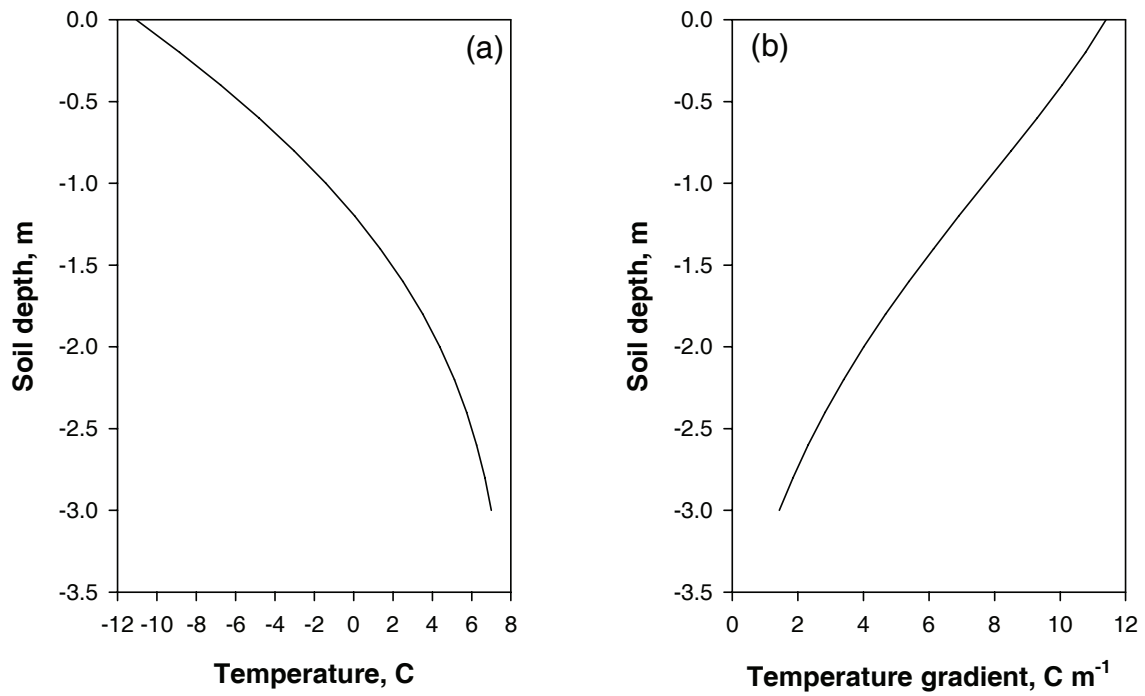 (a)
0.0
-0.5
-1.0
-1.5
-2.0
-2.5
-3.0
-3.5
Soil depth, m
-12 -10 -8 -6 -4 -2 0 2 4 6 8
Temperature, C
(b)
0.0
-0.5
-1.0
-1.5
-2.0
-2.5
-3.0
-3.5
Soil depth, m
0 2 4 6 8 10 12
Temperature gradient, C m⁻¹